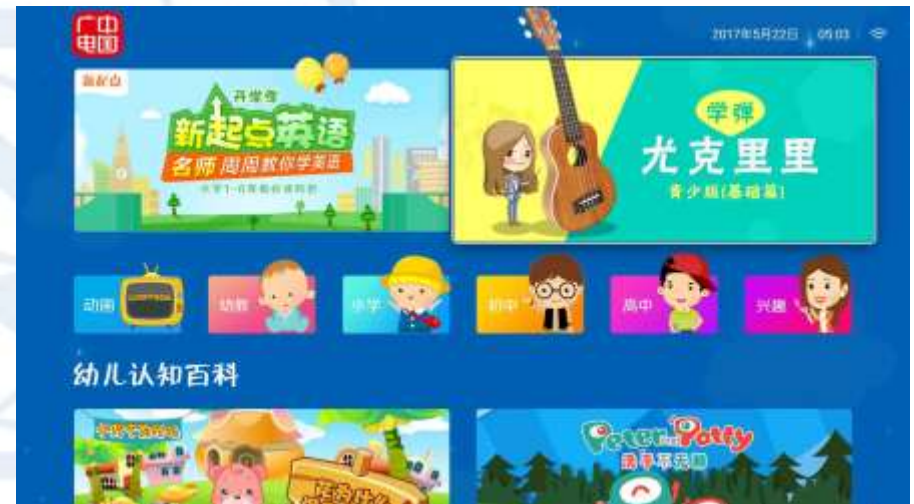 中国
广电
2017年5月22日 05:03
新起点
开堂堂
新起点英语
名师 周周教你学英语
学弹
尤克里里
青少版(基础篇)
动画
幼教
小学
初中
高中
兴趣
幼儿认知百科
Peter and Potty